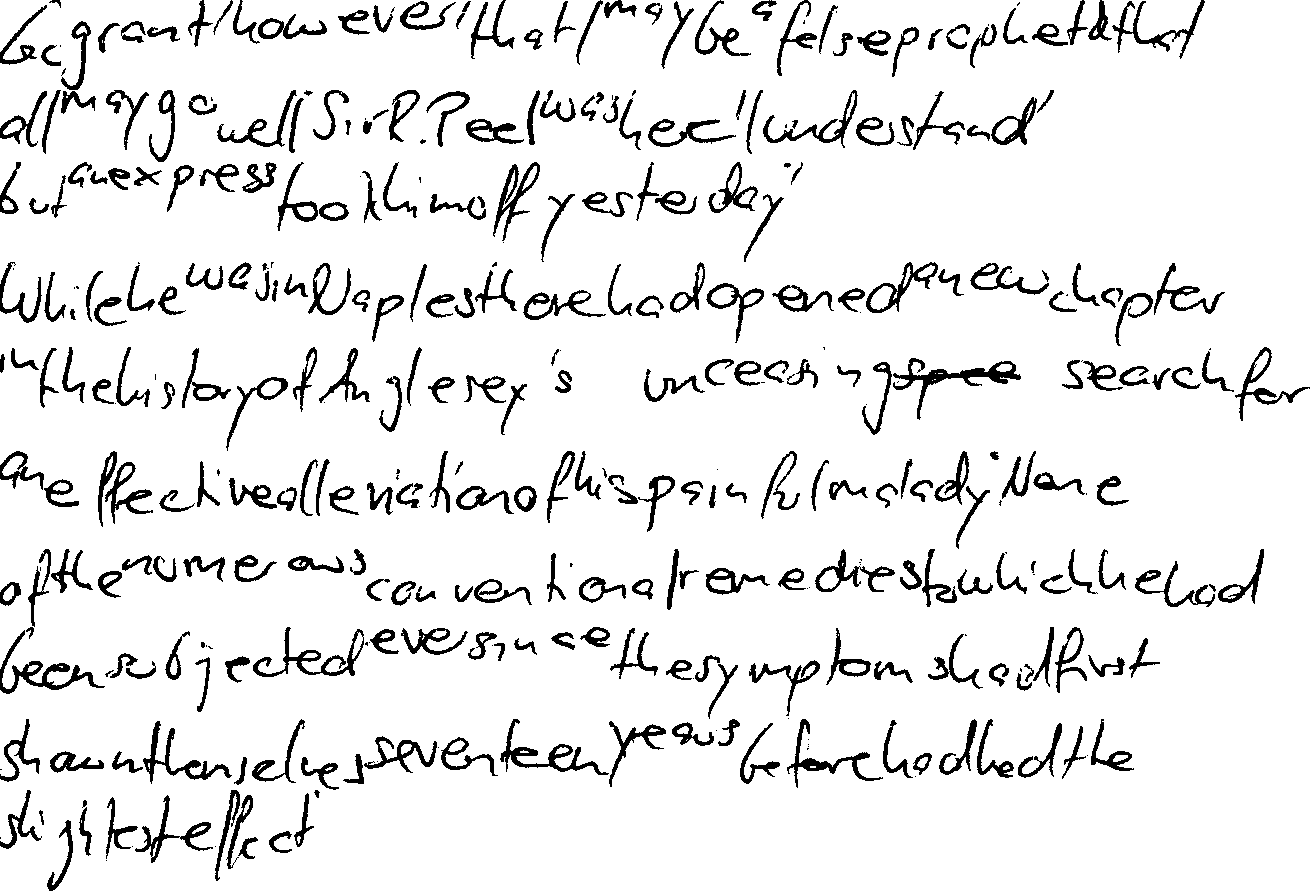 God grant, however, that I may be a false prophet & that
all may go well. Sir R. Peel was here, I understand,
but an express took him off yesterday."
While he was in Naples there had opened a new chapter
in the history of Anglesey's unceasing search for
an effective alleviation of his painful malady. None
of the numerous conventional remedies to which he had
been subjected ever since the symptoms had first
shown themselves seventeen years before had had the
slightest effect.